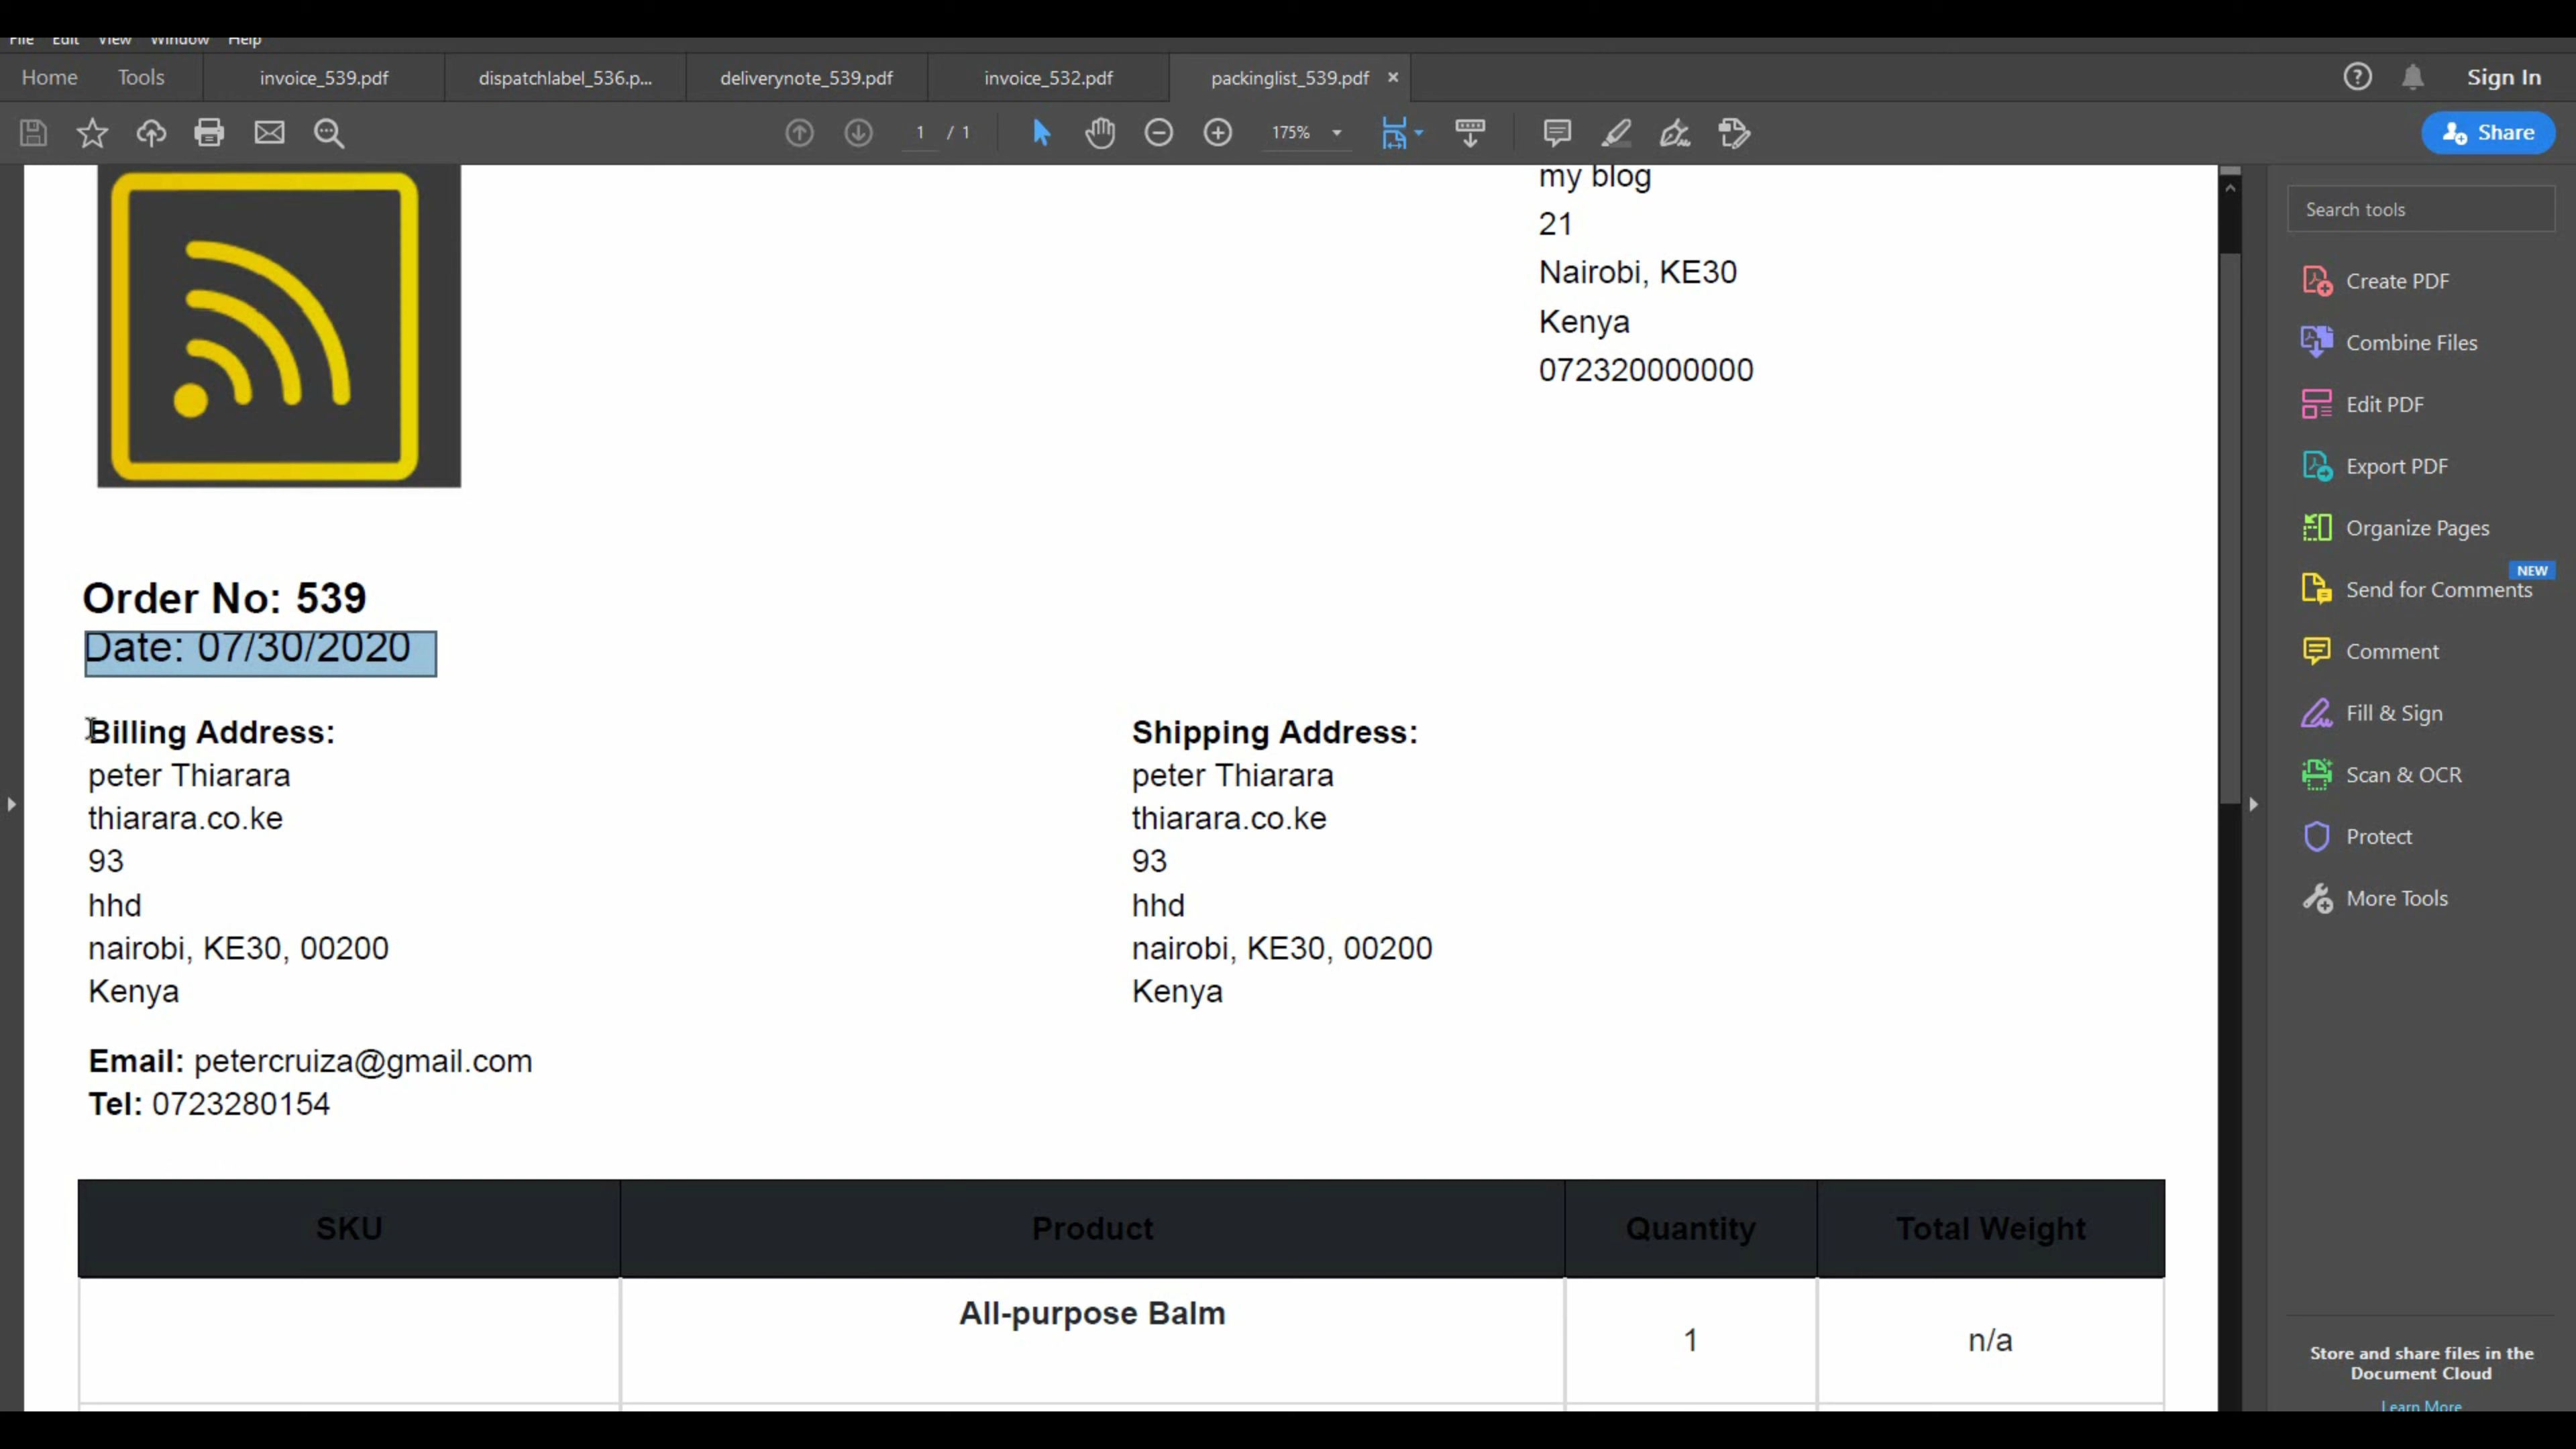 File Edit View Window Help
Home Tools invoice_539.pdf dispatchlabel_536.p... deliverynote_539.pdf invoice_532.pdf packinglist_539.pdf × Sign In
1 / 1 175% Share
my blog
21
Nairobi, KE30
Kenya
072320000000
Order No: 539
Date: 07/30/2020
Billing Address:
peter Thiarara
thiarara.co.ke
93
hhd
nairobi, KE30, 00200
Kenya
Email: petercruiza@gmail.com
Tel: 0723280154
Shipping Address:
peter Thiarara
thiarara.co.ke
93
hhd
nairobi, KE30, 00200
Kenya
SKU Product Quantity Total Weight
All-purpose Balm 1 n/a
Search tools
Create PDF
Combine Files
Edit PDF
Export PDF
Organize Pages
NEW
Send for Comments
Comment
Fill & Sign
Scan & OCR
Protect
More Tools
Store and share files in the
Document Cloud
Learn More